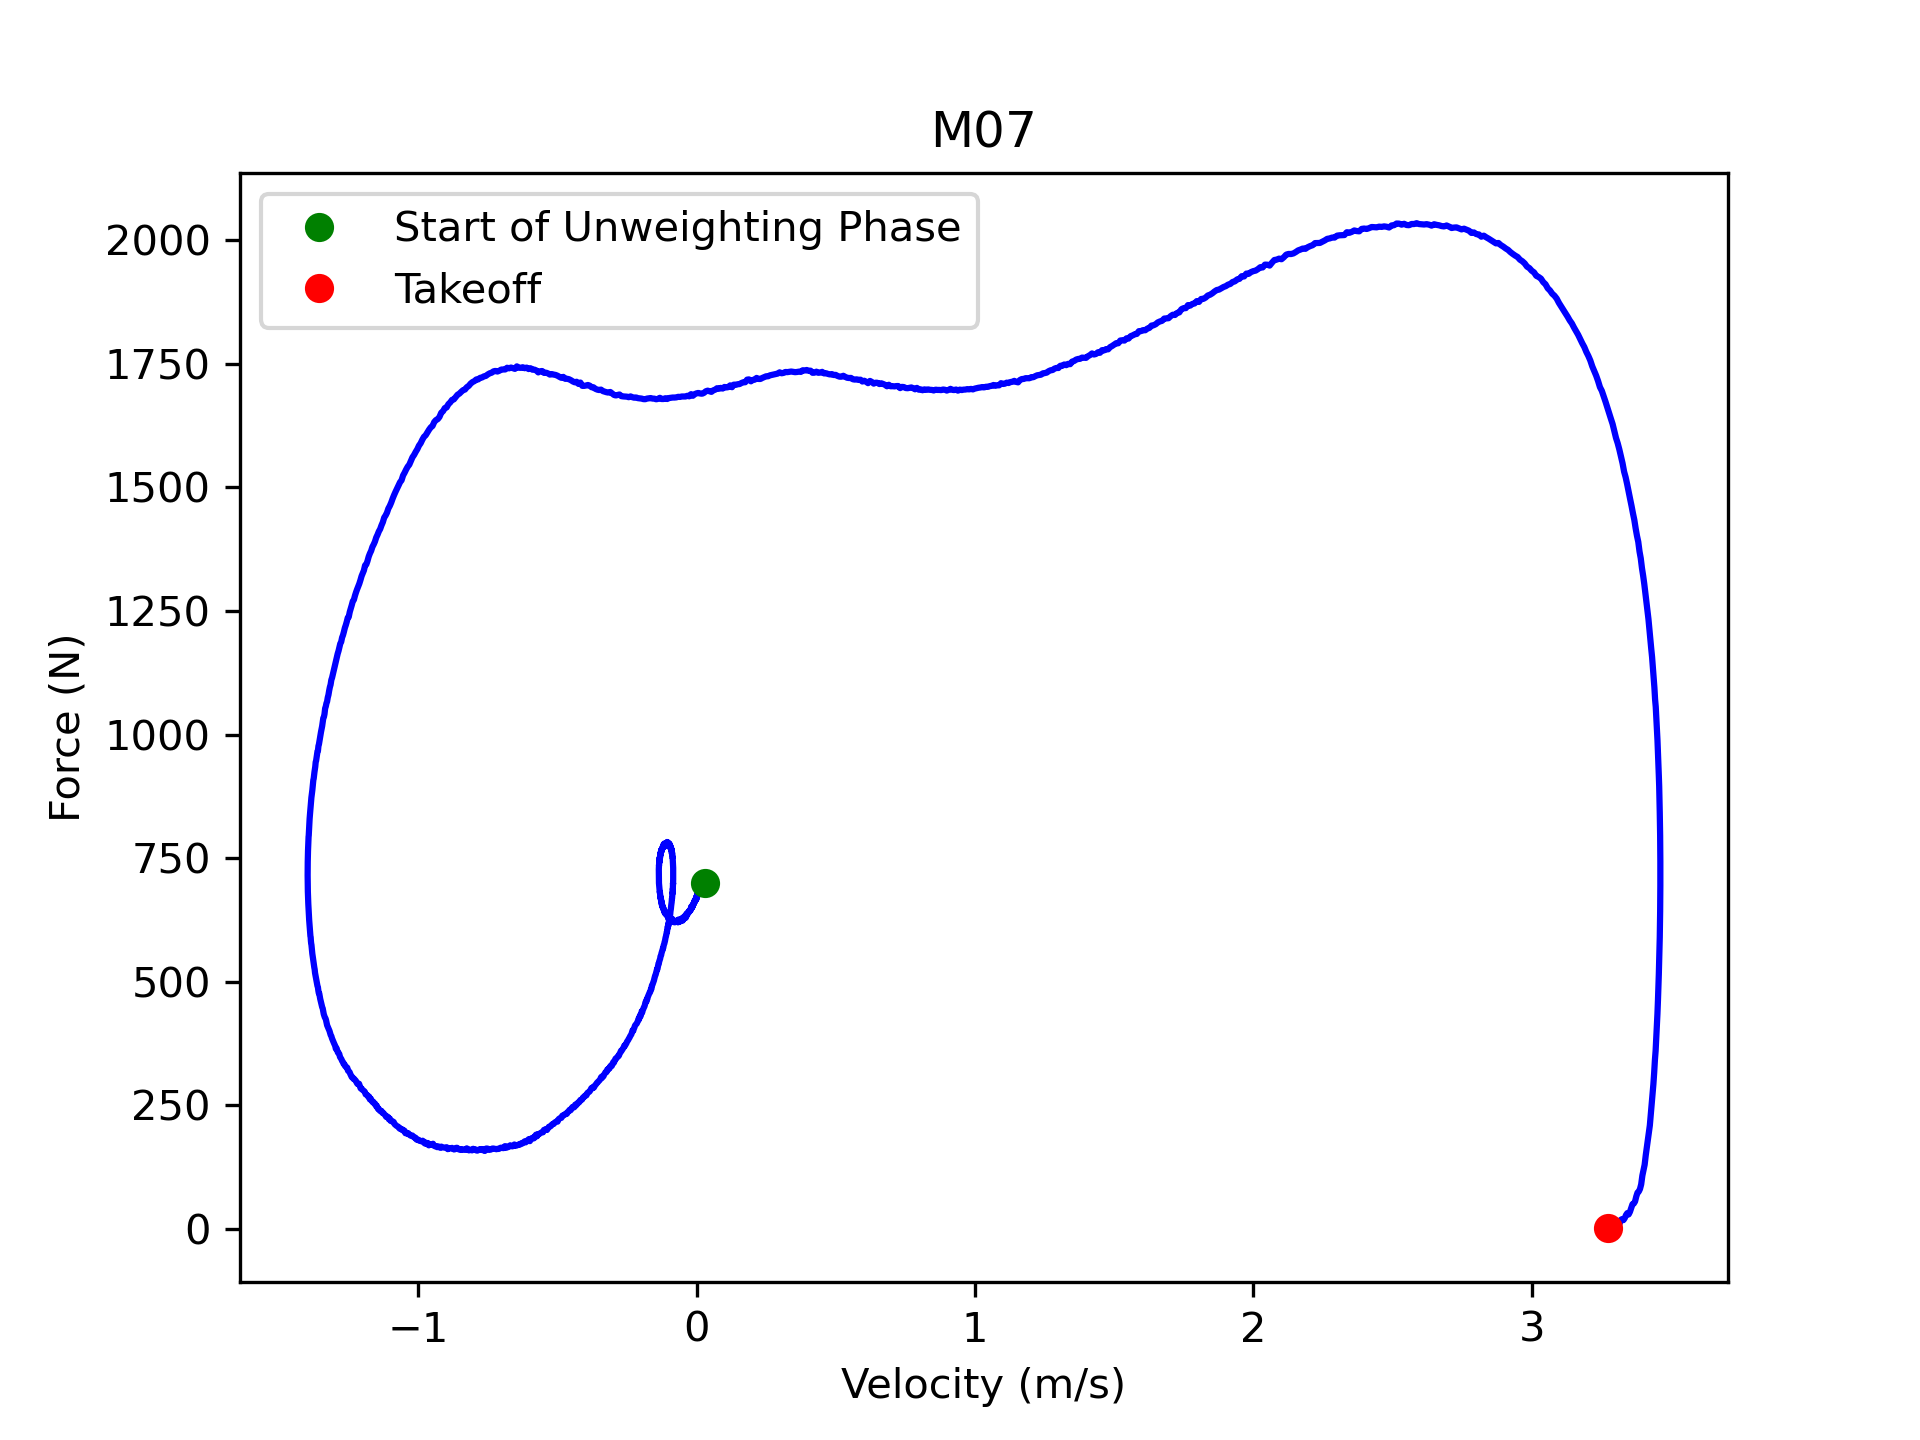 M07
Start of Unweighting Phase
Takeoff
2000
1750
1500
1250
1000
750
500
250
0
Force (N)
−1 0 1 2 3
Velocity (m/s)